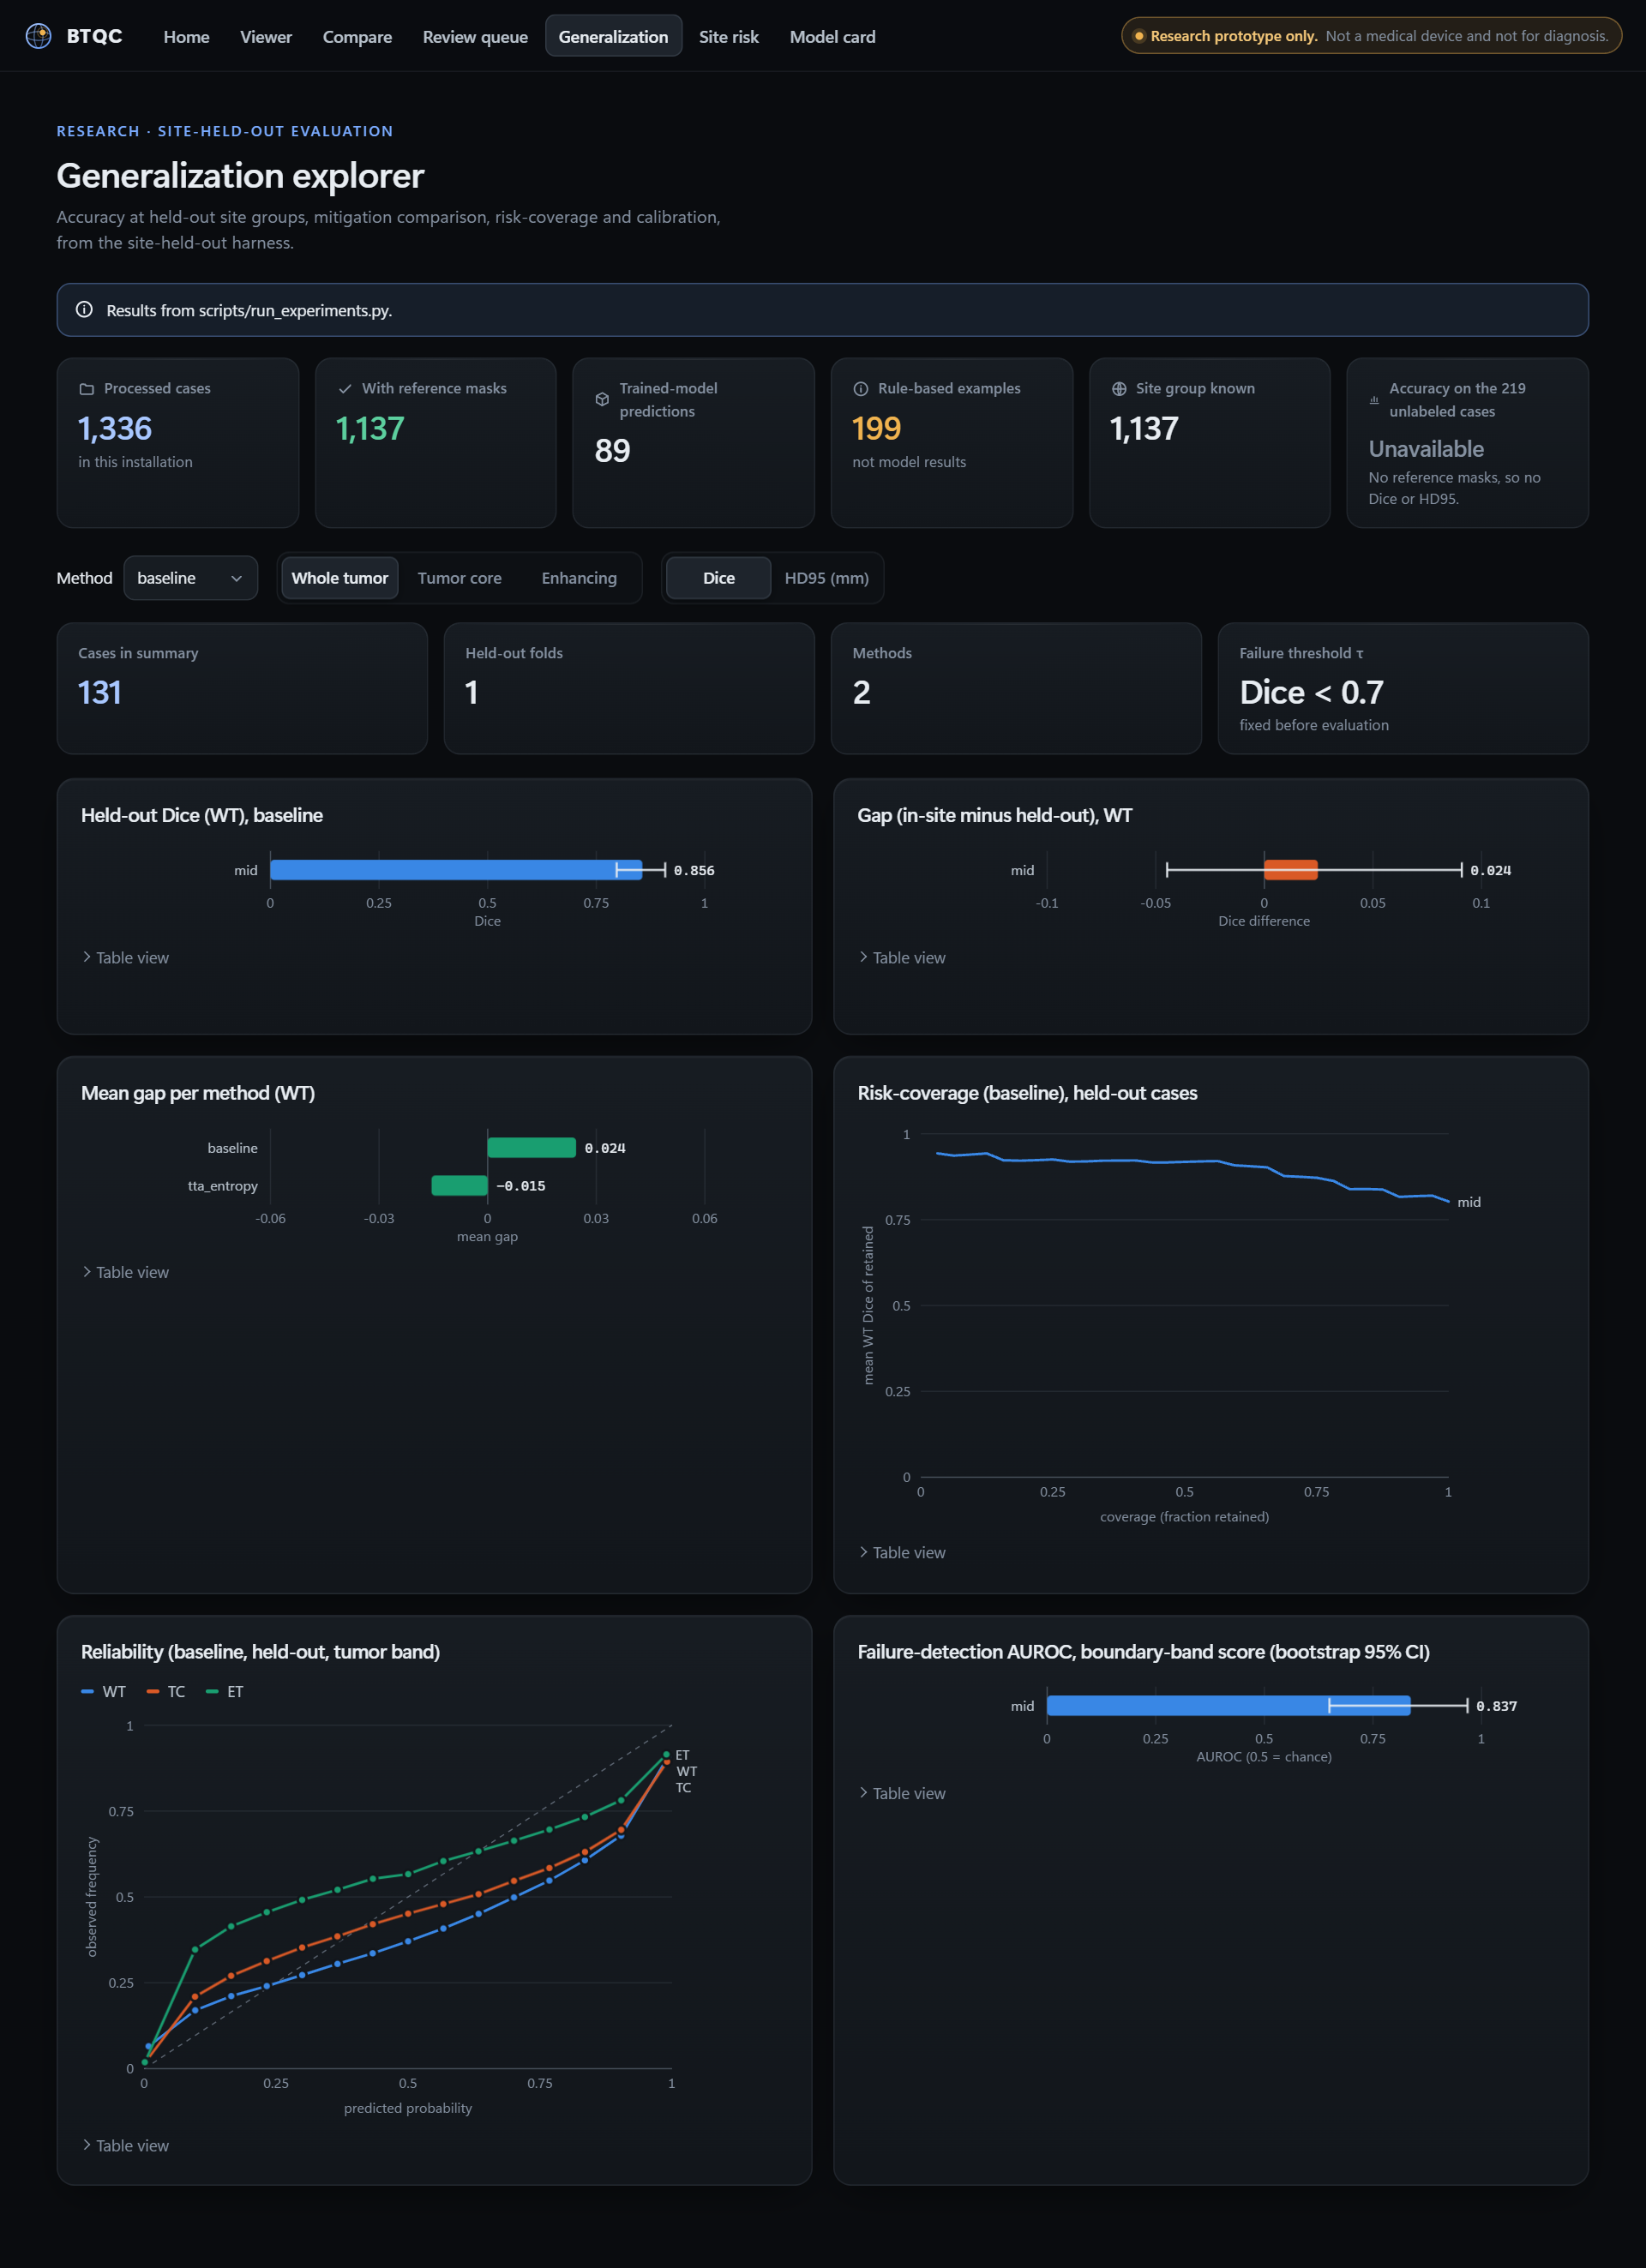 BTQC
Home
Viewer
Compare
Review queue
Generalization
Site risk
Model card
Research prototype only. Not a medical device and not for diagnosis.
RESEARCH · SITE-HELD-OUT EVALUATION
Generalization explorer
Accuracy at held-out site groups, mitigation comparison, risk-coverage and calibration,
from the site-held-out harness.
Results from scripts/run_experiments.py.
Processed cases
1,336
in this installation
With reference masks
1,137
Trained-model
predictions
89
Rule-based examples
199
not model results
Site group known
1,137
Accuracy on the 219
unlabeled cases
Unavailable
No reference masks, so no
Dice or HD95.
Method
baseline
Whole tumor
Tumor core
Enhancing
Dice
HD95 (mm)
Cases in summary
131
Held-out folds
1
Methods
2
Failure threshold τ
Dice < 0.7
fixed before evaluation
Held-out Dice (WT), baseline
mid
0.856
0 0.25 0.5 0.75 1
Dice
Table view
Gap (in-site minus held-out), WT
mid
0.024
-0.1 -0.05 0 0.05 0.1
Dice difference
Table view
Mean gap per method (WT)
baseline
0.024
tta_entropy
−0.015
-0.06 -0.03 0 0.03 0.06
mean gap
Table view
Risk-coverage (baseline), held-out cases
1
mid
0.75
0.5
0.25
0
mean WT Dice of retained
0 0.25 0.5 0.75 1
coverage (fraction retained)
Table view
Reliability (baseline, held-out, tumor band)
WT TC ET
1
ET
WT
TC
0.75
0.5
0.25
0
observed frequency
0 0.25 0.5 0.75 1
predicted probability
Table view
Failure-detection AUROC, boundary-band score (bootstrap 95% CI)
mid
0.837
0 0.25 0.5 0.75 1
AUROC (0.5 = chance)
Table view